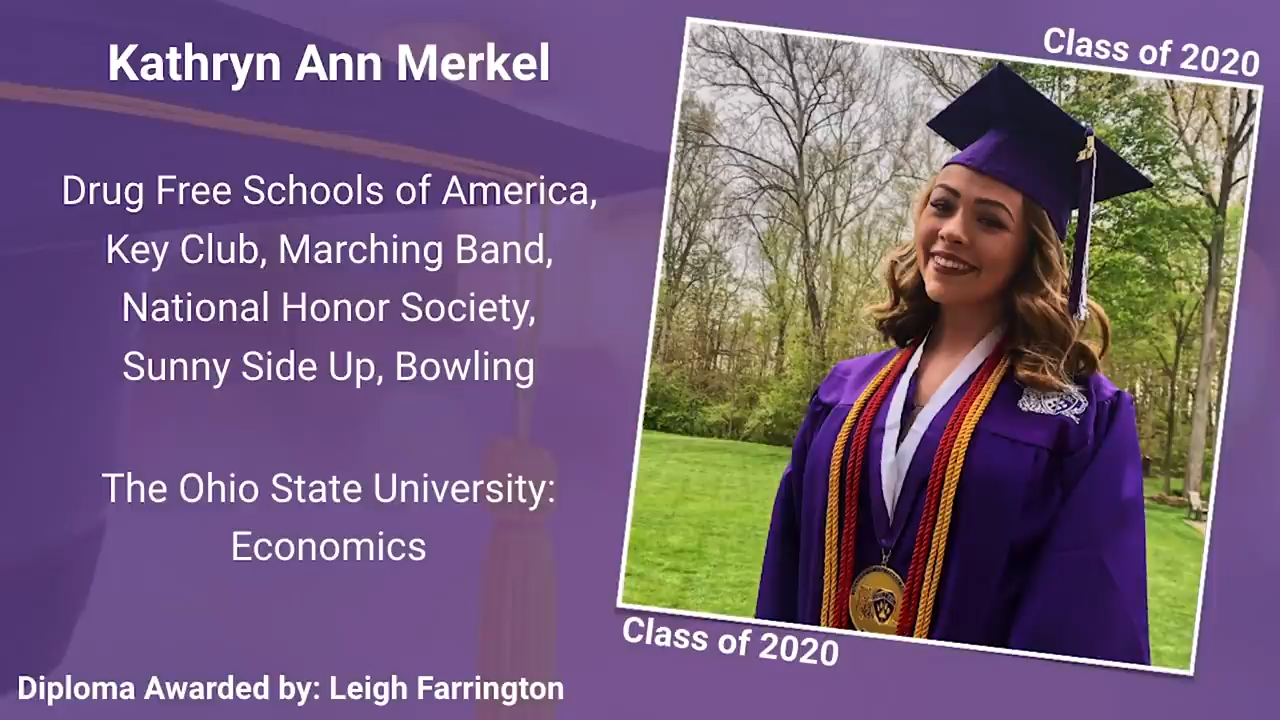 Kathryn Ann Merkel
Drug Free Schools of America,
Key Club, Marching Band,
National Honor Society,
Sunny Side Up, Bowling
The Ohio State University:
Economics
Diploma Awarded by: Leigh Farrington
Class of 2020
Class of 2020